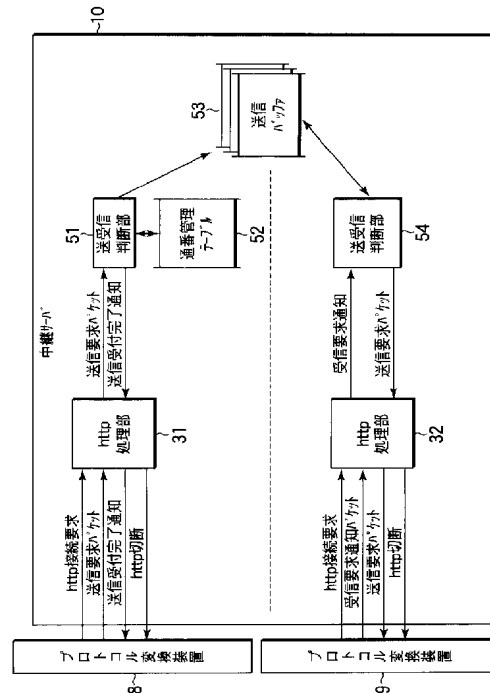 10
中継ｻｰﾊﾞ
53
送信
ﾊﾞｯﾌｧ
51
送受信
判断部
通番管理
テーブル
52
送受信
判断部
54
送信要求ﾊﾟｹｯﾄ
送信受付完了通知
受信要求通知
送信要求ﾊﾟｹｯﾄ
http
処理部
31
http
処理部
32
http接続要求
送信要求ﾊﾟｹｯﾄ
送信受付完了通知
http切断
http接続要求
受信要求通知ﾊﾟｹｯﾄ
送信要求ﾊﾟｹｯﾄ
http切断
プロトコル変換装置
8
プロトコル変換装置
9